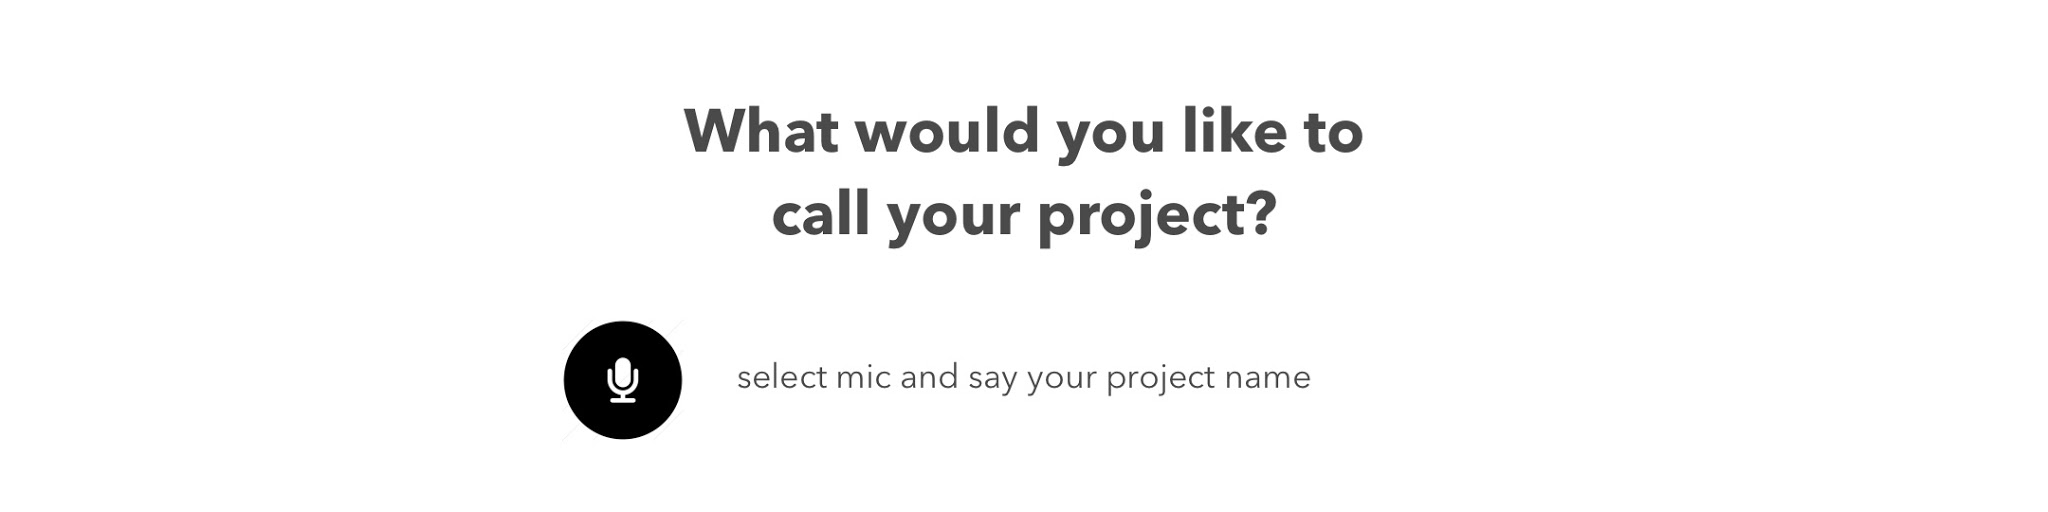 What would you like to
call your project?
select mic and say your project name